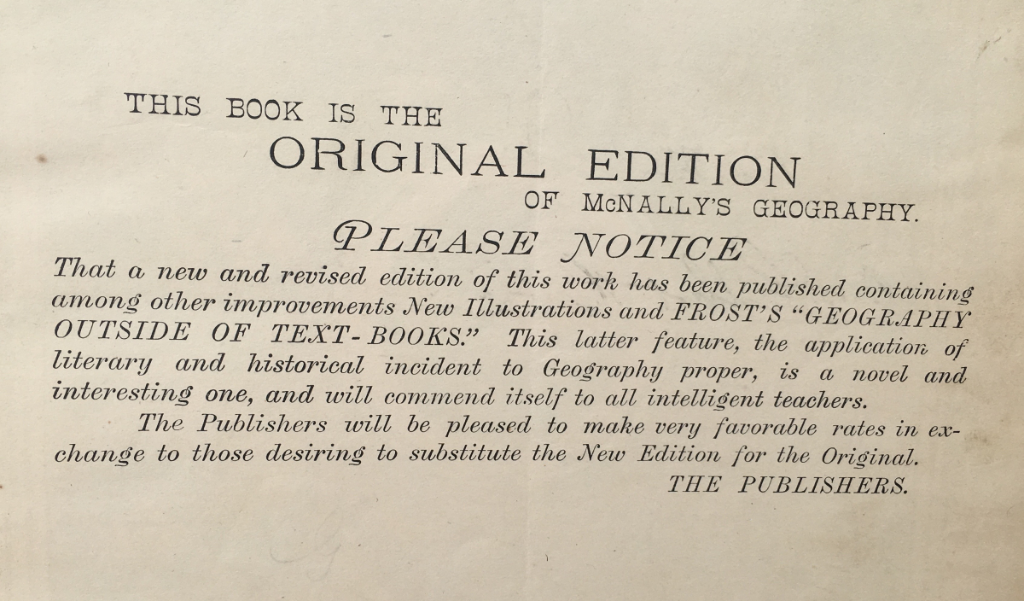 THIS BOOK IS THE
ORIGINAL EDITION
OF McNALLY'S GEOGRAPHY.
PLEASE NOTICE
That a new and revised edition of this work has been published containing
among other improvements New Illustrations and FROST'S "GEOGRAPHY
OUTSIDE OF TEXT-BOOKS." This latter feature, the application of
literary and historical incident to Geography proper, is a novel and
interesting one, and will commend itself to all intelligent teachers.
The Publishers will be pleased to make very favorable rates in ex-
change to those desiring to substitute the New Edition for the Original.
THE PUBLISHERS.